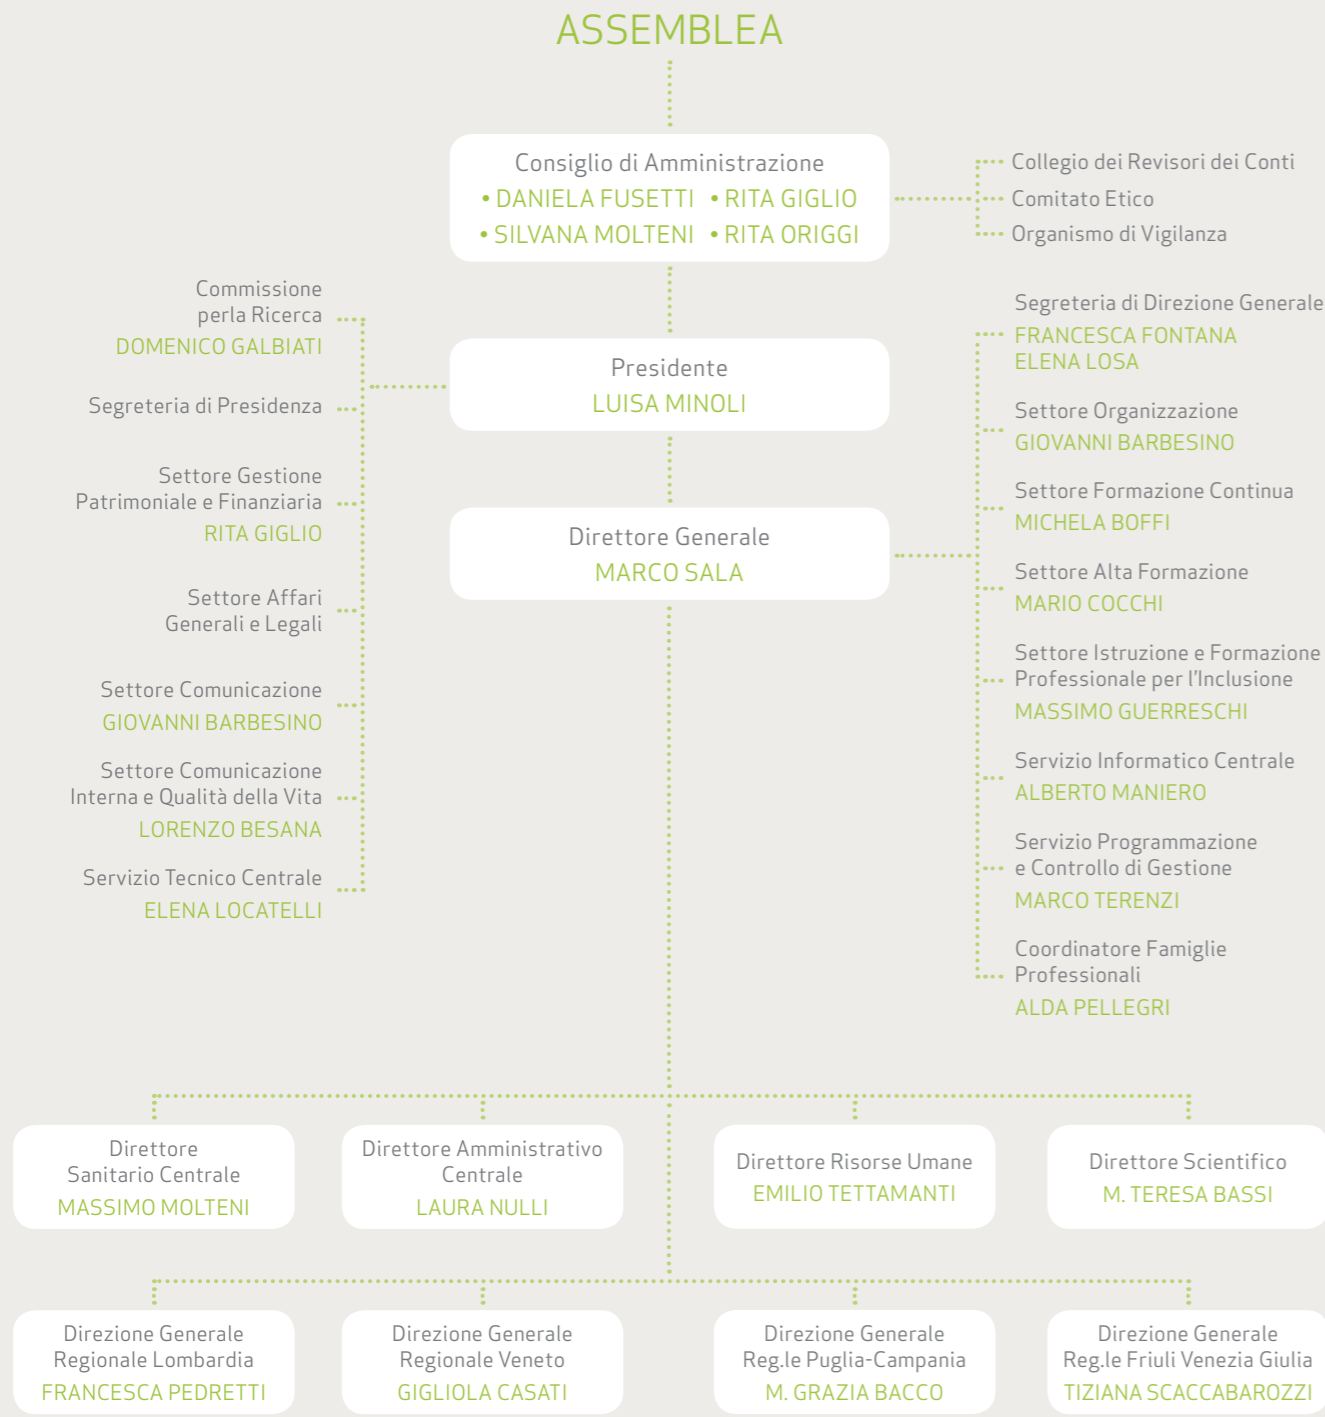 ASSEMBLEA
Consiglio di Amministrazione
• DANIELA FUSETTI • RITA GIGLIO
• SILVANA MOLTENI • RITA ORIGGI
Collegio dei Revisori dei Conti
Comitato Etico
Organismo di Vigilanza
Commissione
perla Ricerca
DOMENICO GALBIATI
Segreteria di Presidenza
Settore Gestione
Patrimoniale e Finanziaria
RITA GIGLIO
Settore Affari
Generali e Legali
Settore Comunicazione
GIOVANNI BARBESINO
Settore Comunicazione
Interna e Qualità della Vita
LORENZO BESANA
Servizio Tecnico Centrale
ELENA LOCATELLI
Presidente
LUISA MINOLI
Direttore Generale
MARCO SALA
Segreteria di Direzione Generale
FRANCESCA FONTANA
ELENA LOSA
Settore Organizzazione
GIOVANNI BARBESINO
Settore Formazione Continua
MICHELA BOFFI
Settore Alta Formazione
MARIO COCCHI
Settore Istruzione e Formazione
Professionale per l'Inclusione
MASSIMO GUERRESCHI
Servizio Informatico Centrale
ALBERTO MANIERO
Servizio Programmazione
e Controllo di Gestione
MARCO TERENZI
Coordinatore Famiglie
Professionali
ALDA PELLEGRI
Direttore
Sanitario Centrale
MASSIMO MOLTENI
Direttore Amministrativo
Centrale
LAURA NULLI
Direttore Risorse Umane
EMILIO TETTAMANTI
Direttore Scientifico
M. TERESA BASSI
Direzione Generale
Regionale Lombardia
FRANCESCA PEDRETTI
Direzione Generale
Regionale Veneto
GIGLIOLA CASATI
Direzione Generale
Reg.le Puglia-Campania
M. GRAZIA BACCO
Direzione Generale
Reg.le Friuli Venezia Giulia
TIZIANA SCACCABAROZZI